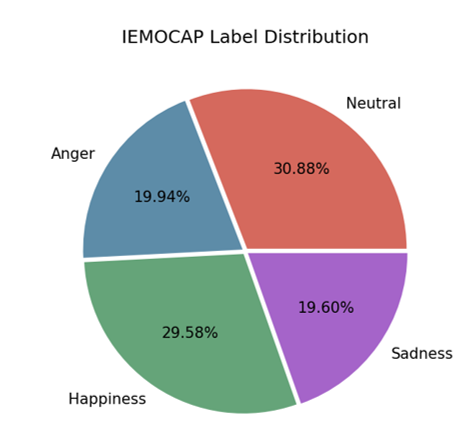 IEMOCAP Label Distribution
Neutral
30.88%
Anger
19.94%
Happiness
29.58%
Sadness
19.60%